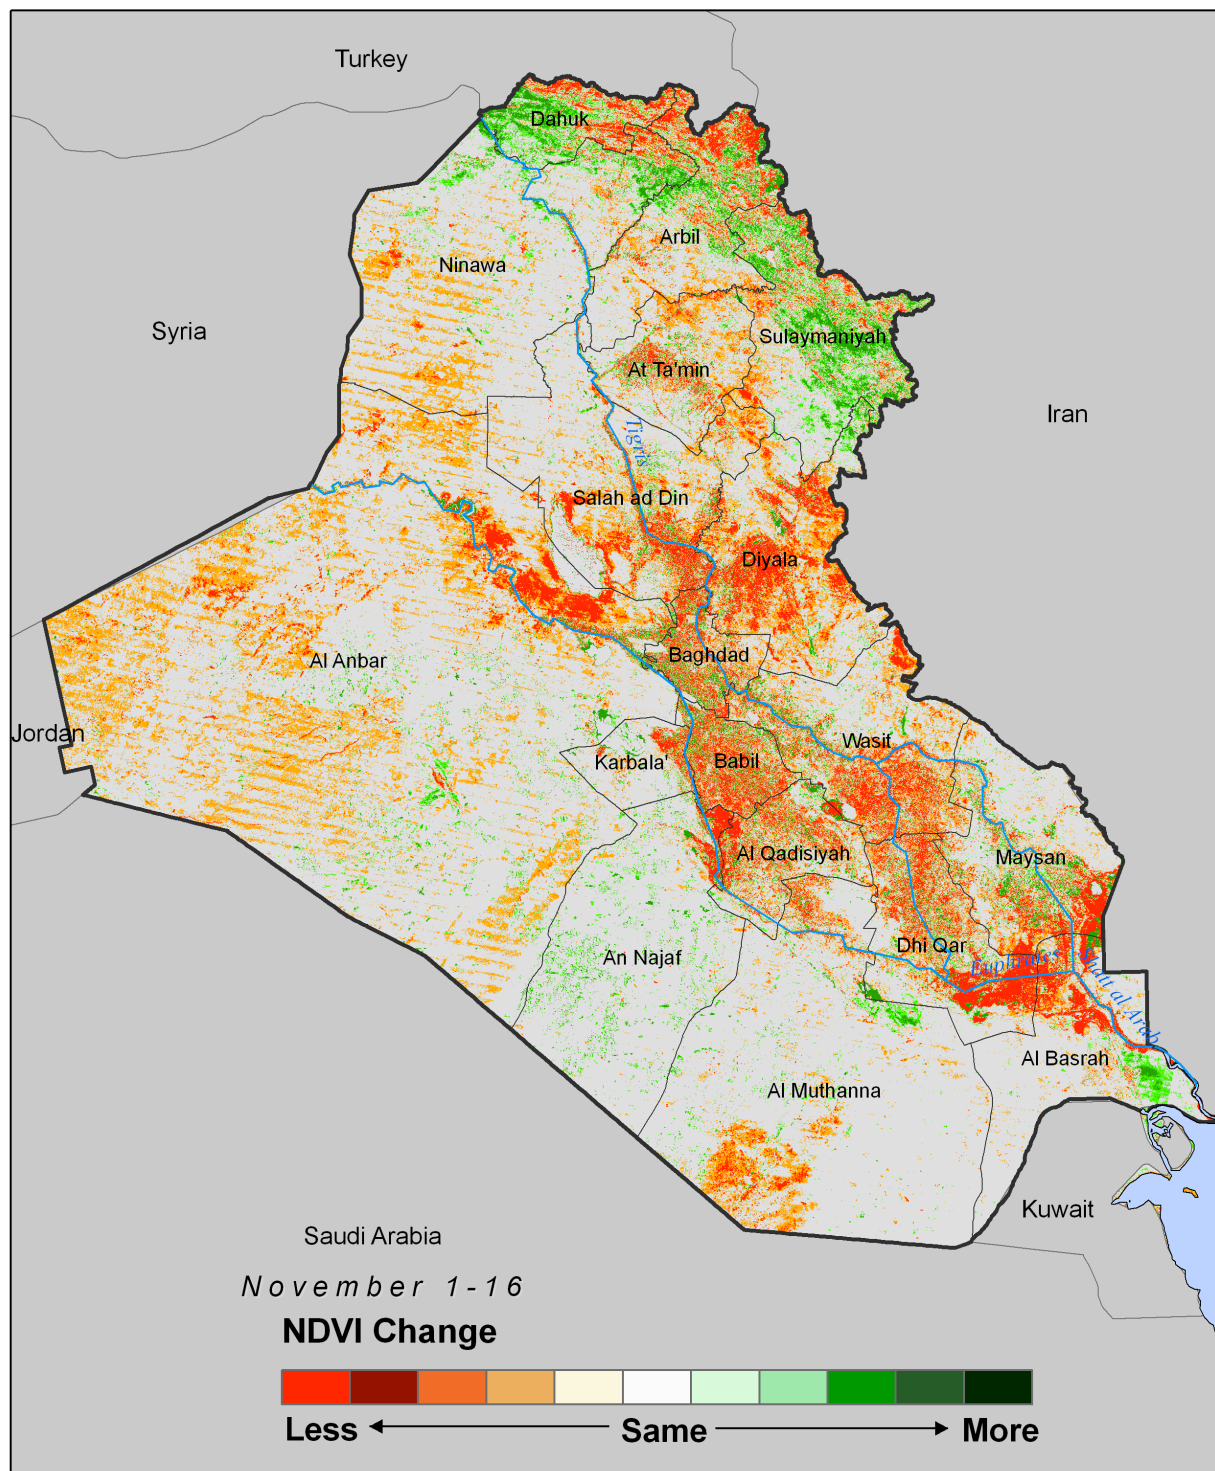 Turkey
Dahuk
Arbil
Ninawa
Syria
Sulaymaniyah
At Ta'min
Iran
Tigris
Salah ad Din
Diyala
Baghdad
Al Anbar
Jordan
Wasif
Karbala'
Babil
Al Qadisiyah
Maysan
Dhi Qar
An Najaf
Euphrates
Shatt al Arab
Al Basrah
Al Muthanna
Kuwait
Saudi Arabia
November 1-16
NDVI Change
Less Same More